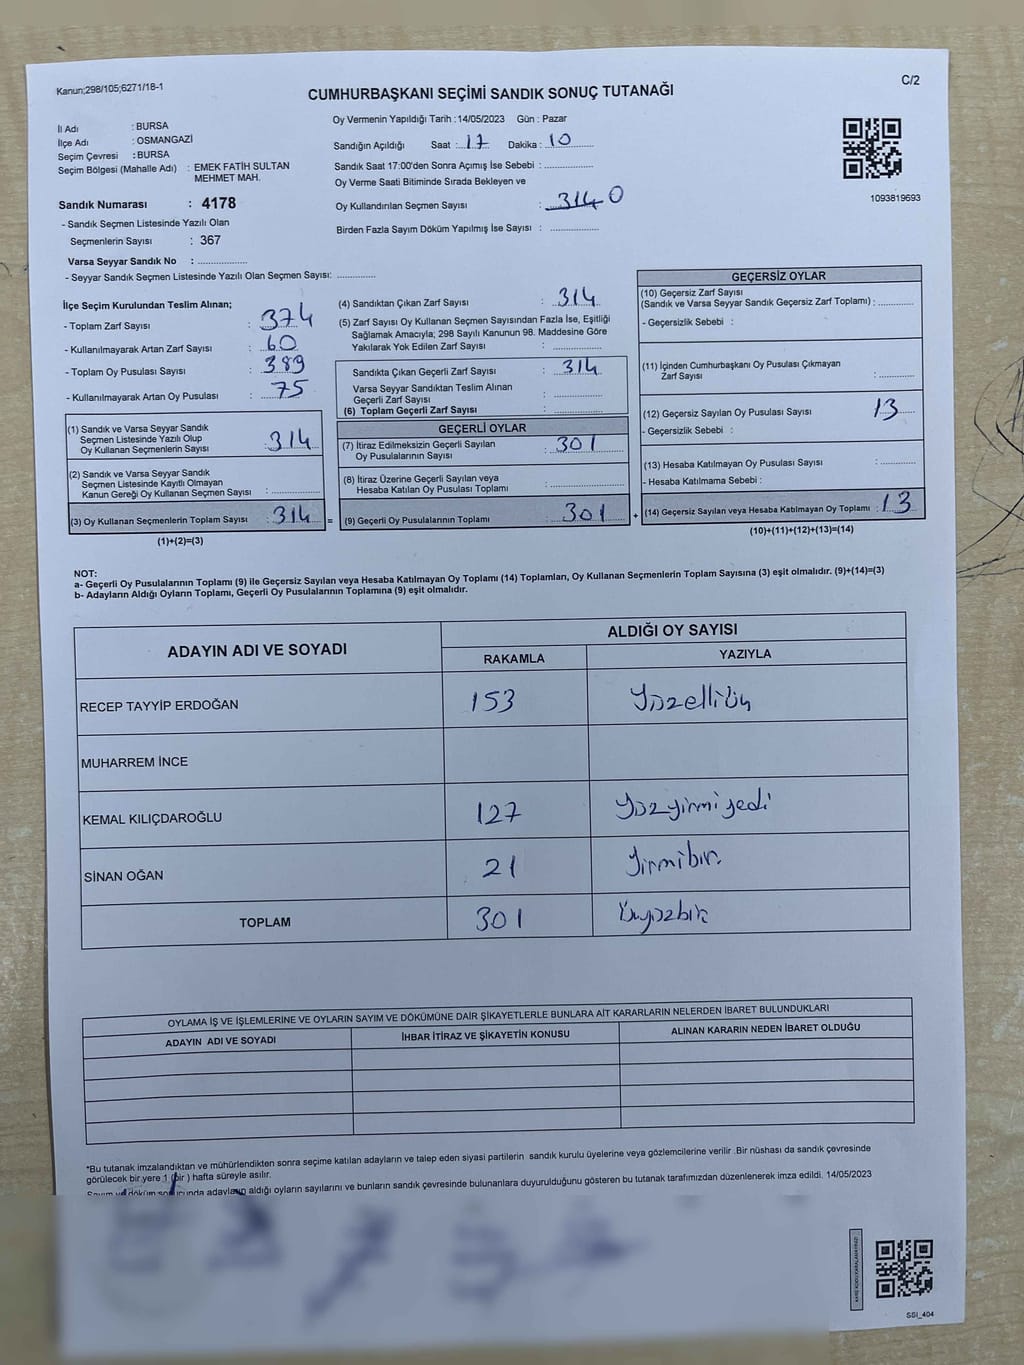 Kanun;298/105;6271/18-1
C/2
CUMHURBAŞKANI SEÇİMİ SANDIK SONUÇ TUTANAĞI
İl Adı : BURSA
İlçe Adı : OSMANGAZİ
Seçim Çevresi : BURSA
Seçim Bölgesi (Mahalle Adı) : EMEK FATİH SULTAN
MEHMET MAH.
Sandık Numarası : 4178
- Sandık Seçmen Listesinde Yazılı Olan
Seçmenlerin Sayısı : 367
Varsa Seyyar Sandık No : ..............
- Seyyar Sandık Seçmen Listesinde Yazılı Olan Seçmen Sayısı: ............
Oy Vermenin Yapıldığı Tarih :14/05/2023 Gün : Pazar
Sandığın Açıldığı Saat : 17 Dakika : 10
Sandık Saat 17:00'den Sonra Açımış İse Sebebi : ..............
Oy Verme Saati Bitiminde Sırada Bekleyen ve
Oy Kullandırılan Seçmen Sayısı : 314 0
Birden Fazla Sayım Döküm Yapılmış İse Sayısı : ..............
1093819693
İlçe Seçim Kurulundan Teslim Alınan;
- Toplam Zarf Sayısı : 374
- Kullanılmayarak Artan Zarf Sayısı : 60
- Toplam Oy Pusulası Sayısı : 389
- Kullanılmayarak Artan Oy Pusulası : 75
(1) Sandık ve Varsa Seyyar Sandık
Seçmen Listesinde Yazılı Olup
Oy Kullanan Seçmenlerin Sayısı : 314
(2) Sandık ve Varsa Seyyar Sandık
Seçmen Listesinde Kayıtlı Olmayan
Kanun Gereği Oy Kullanan Seçmen Sayısı : ..............
(3) Oy Kullanan Seçmenlerin Toplam Sayısı : 314 =
(1)+(2)=(3)
(4) Sandıktan Çıkan Zarf Sayısı : 314
(5) Zarf Sayısı Oy Kullanan Seçmen Sayısından Fazla İse, Eşitliği
Sağlamak Amacıyla; 298 Sayılı Kanunun 98. Maddesine Göre
Yakılarak Yok Edilen Zarf Sayısı : ..............
Sandıkta Çıkan Geçerli Zarf Sayısı : 314
Varsa Seyyar Sandıktan Teslim Alınan
Geçerli Zarf Sayısı : ..............
(6) Toplam Geçerli Zarf Sayısı : ..............
GEÇERLİ OYLAR
(7) İtiraz Edilmeksizin Geçerli Sayılan
Oy Pusulalarının Sayısı : 301
(8) İtiraz Üzerine Geçerli Sayılan veya
Hesaba Katılan Oy Pusulası Toplamı : ..............
(9) Geçerli Oy Pusulalarının Toplamı : 301 +
GEÇERSİZ OYLAR
(10) Geçersiz Zarf Sayısı
(Sandık ve Varsa Seyyar Sandık Geçersiz Zarf Toplamı) : ............
- Geçersizlik Sebebi :
(11) İçinden Cumhurbaşkanı Oy Pusulası Çıkmayan
Zarf Sayısı : ............
(12) Geçersiz Sayılan Oy Pusulası Sayısı 13
- Geçersizlik Sebebi :
(13) Hesaba Katılmayan Oy Pusulası Sayısı : ............
- Hesaba Katılmama Sebebi :
(14) Geçersiz Sayılan veya Hesaba Katılmayan Oy Toplamı : 13
(10)+(11)+(12)+(13)=(14)
NOT:
a- Geçerli Oy Pusulalarının Toplamı (9) ile Geçersiz Sayılan veya Hesaba Katılmayan Oy Toplamı (14) Toplamları, Oy Kullanan Seçmenlerin Toplam Sayısına (3) eşit olmalıdır. (9)+(14)=(3)
b- Adayların Aldığı Oyların Toplamı, Geçerli Oy Pusulalarının Toplamına (9) eşit olmalıdır.
ADAYIN ADI VE SOYADI
ALDIĞI OY SAYISI
RAKAMLA YAZIYLA
RECEP TAYYİP ERDOĞAN 153 Yüzelliüç
MUHARREM İNCE
KEMAL KILIÇDAROĞLU 127 Yüzyirmiyedi
SİNAN OĞAN 21 Yirmibir
TOPLAM 301 Üçyüzbir
OYLAMA İŞ VE İŞLEMLERİNE VE OYLARIN SAYIM VE DÖKÜMÜNE DAİR ŞİKAYETLERLE BUNLARA AİT KARARLARIN NELERDEN İBARET BULUNDUKLARI
ADAYIN ADI VE SOYADI İHBAR İTİRAZ VE ŞİKAYETİN KONUSU ALINAN KARARIN NEDEN İBARET OLDUĞU
*Bu tutanak imzalandıktan ve mühürlendikten sonra seçime katılan adayların ve talep eden siyasi partilerin sandık kurulu üyelerine veya gözlemcilerine verilir .Bir nüshası da sandık çevresinde
görülecek bir yere 1 (bir ) hafta süreyle asılır.
Sayım ve döküm sonucunda adayların aldığı oyların sayılarını ve bunların sandık çevresinde bulunanlara duyurulduğunu gösteren bu tutanak tarafımızdan düzenlenerek imza edildi. 14/05/2023
SSI_404